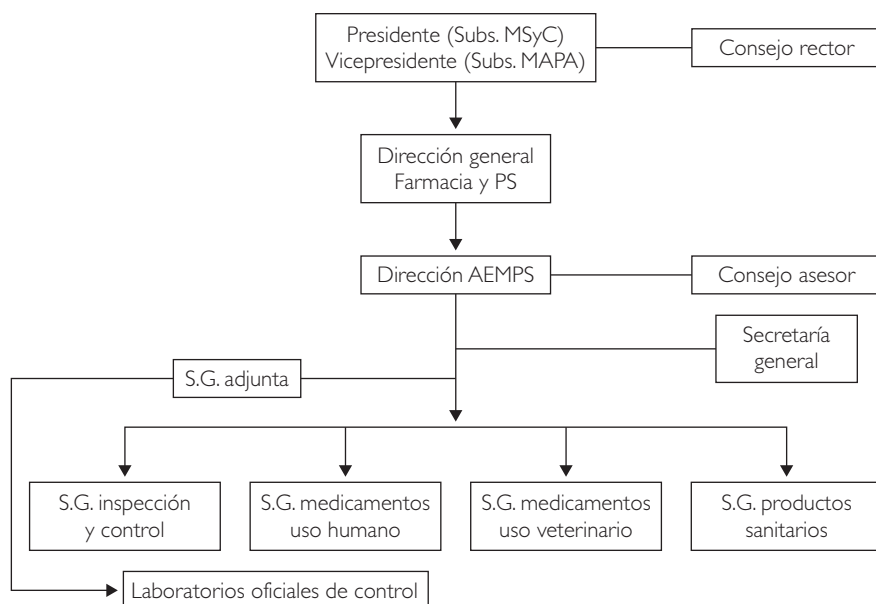 Presidente (Subs. MSyC)
Vicepresidente (Subs. MAPA)
Consejo rector
Dirección general
Farmacia y PS
Dirección AEMPS
Consejo asesor
Secretaría
general
S.G. adjunta
S.G. inspección
y control
S.G. medicamentos
uso humano
S.G. medicamentos
uso veterinario
S.G. productos
sanitarios
Laboratorios oficiales de control